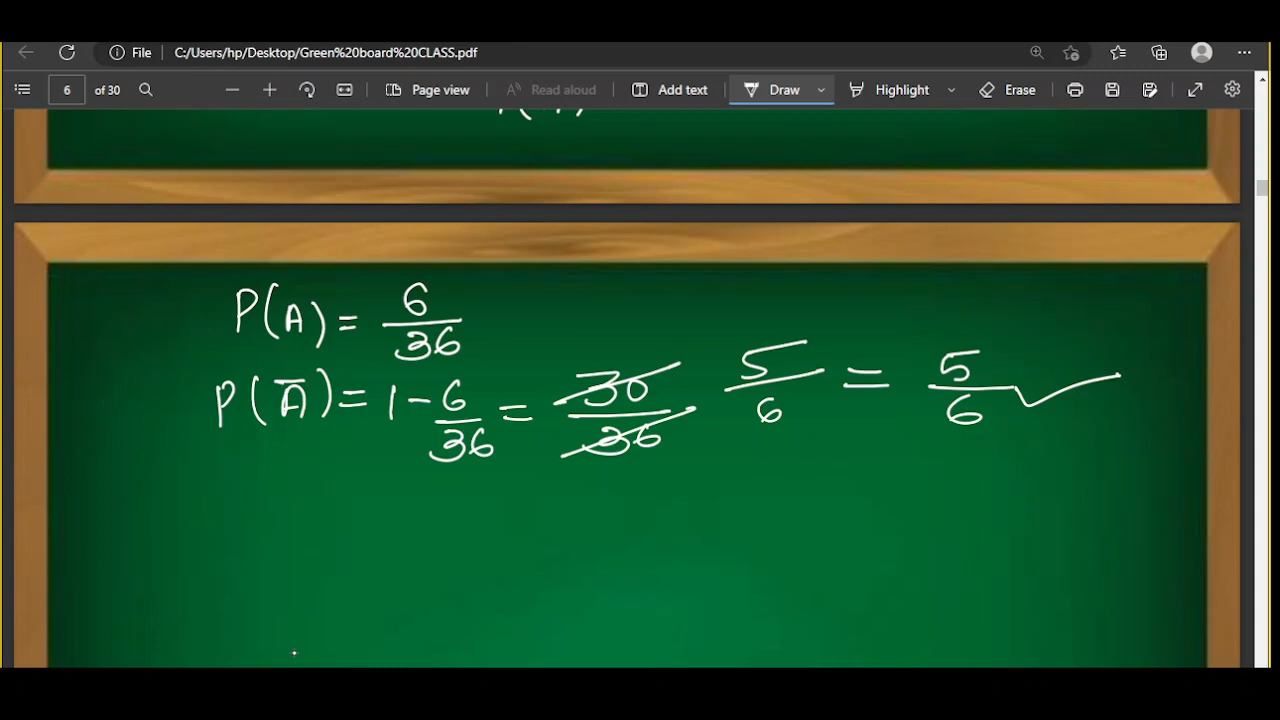 File C:/Users/hp/Desktop/Green%20board%20CLASS.pdf
6 of 30 Page view Read aloud Add text Draw Highlight Erase
P(A) = 6/36
P(A̅) = 1 - 6/36 = 30/36 5/6 = 5/6 ✓